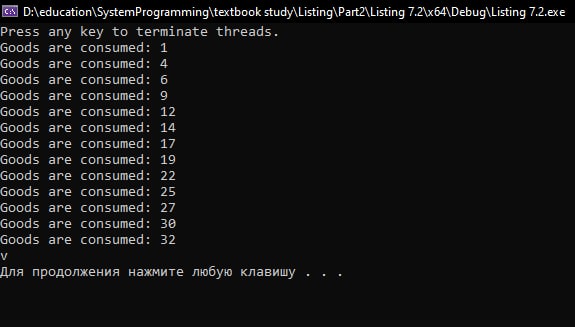 D:\education\SystemProgramming\textbook study\Listing\Part2\Listing 7.2\x64\Debug\Listing 7.2.exe
Press any key to terminate threads.
Goods are consumed: 1
Goods are consumed: 4
Goods are consumed: 6
Goods are consumed: 9
Goods are consumed: 12
Goods are consumed: 14
Goods are consumed: 17
Goods are consumed: 19
Goods are consumed: 22
Goods are consumed: 25
Goods are consumed: 27
Goods are consumed: 30
Goods are consumed: 32
v
Для продолжения нажмите любую клавишу . . .